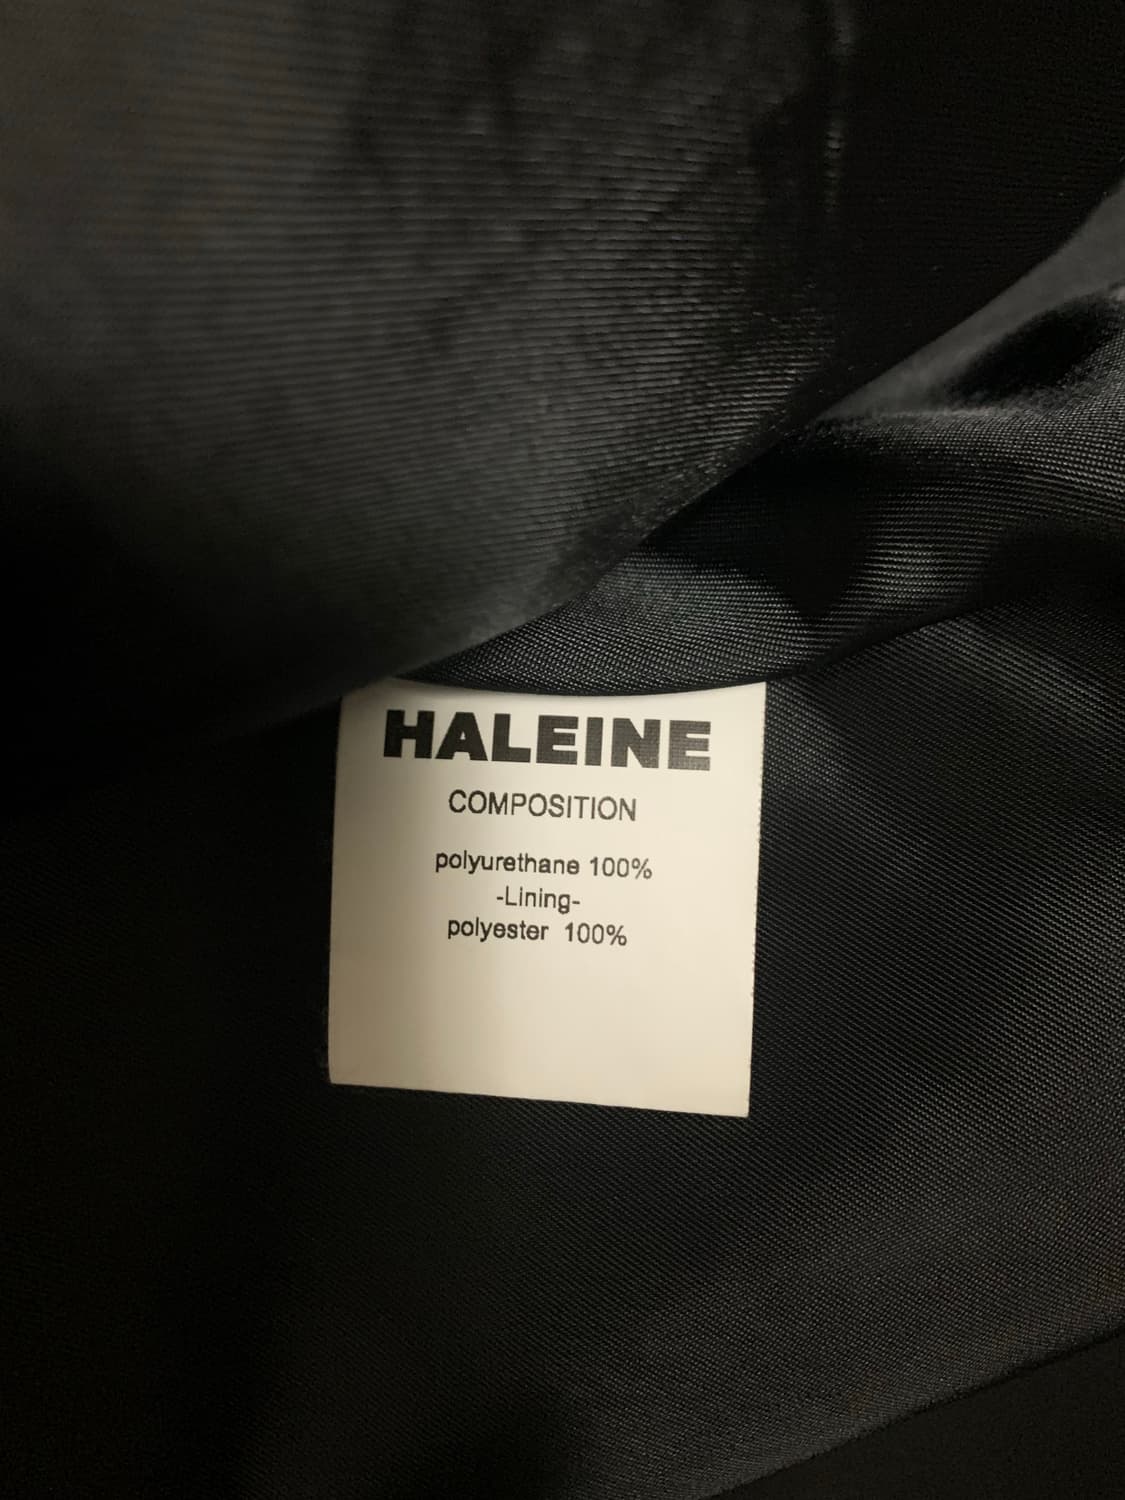 HALEINE
COMPOSITION
polyurethane 100%
-Lining-
polyester 100%